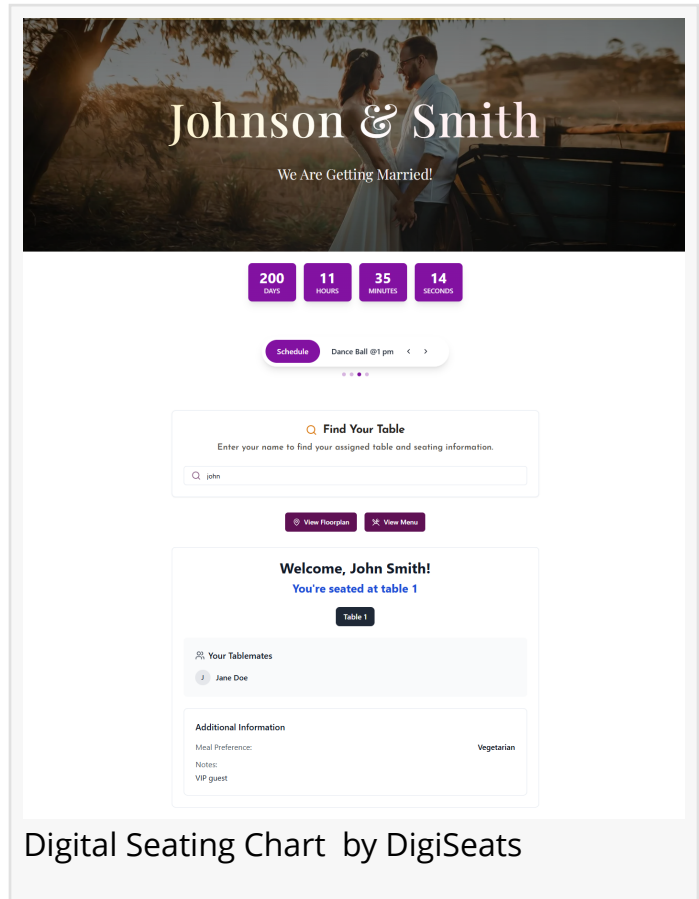 Johnson & Smith
We Are Getting Married!
200 11 35 14
DAYS HOURS MINUTES SECONDS
Schedule Dance Ball @1 pm < >
Find Your Table
Enter your name to find your assigned table and seating information.
john
View Floorplan View Menu
Welcome, John Smith!
You're seated at table 1
Table 1
Your Tablemates
J Jane Doe
Additional Information
Meal Preference: Vegetarian
Notes:
VIP guest
Digital Seating Chart by DigiSeats